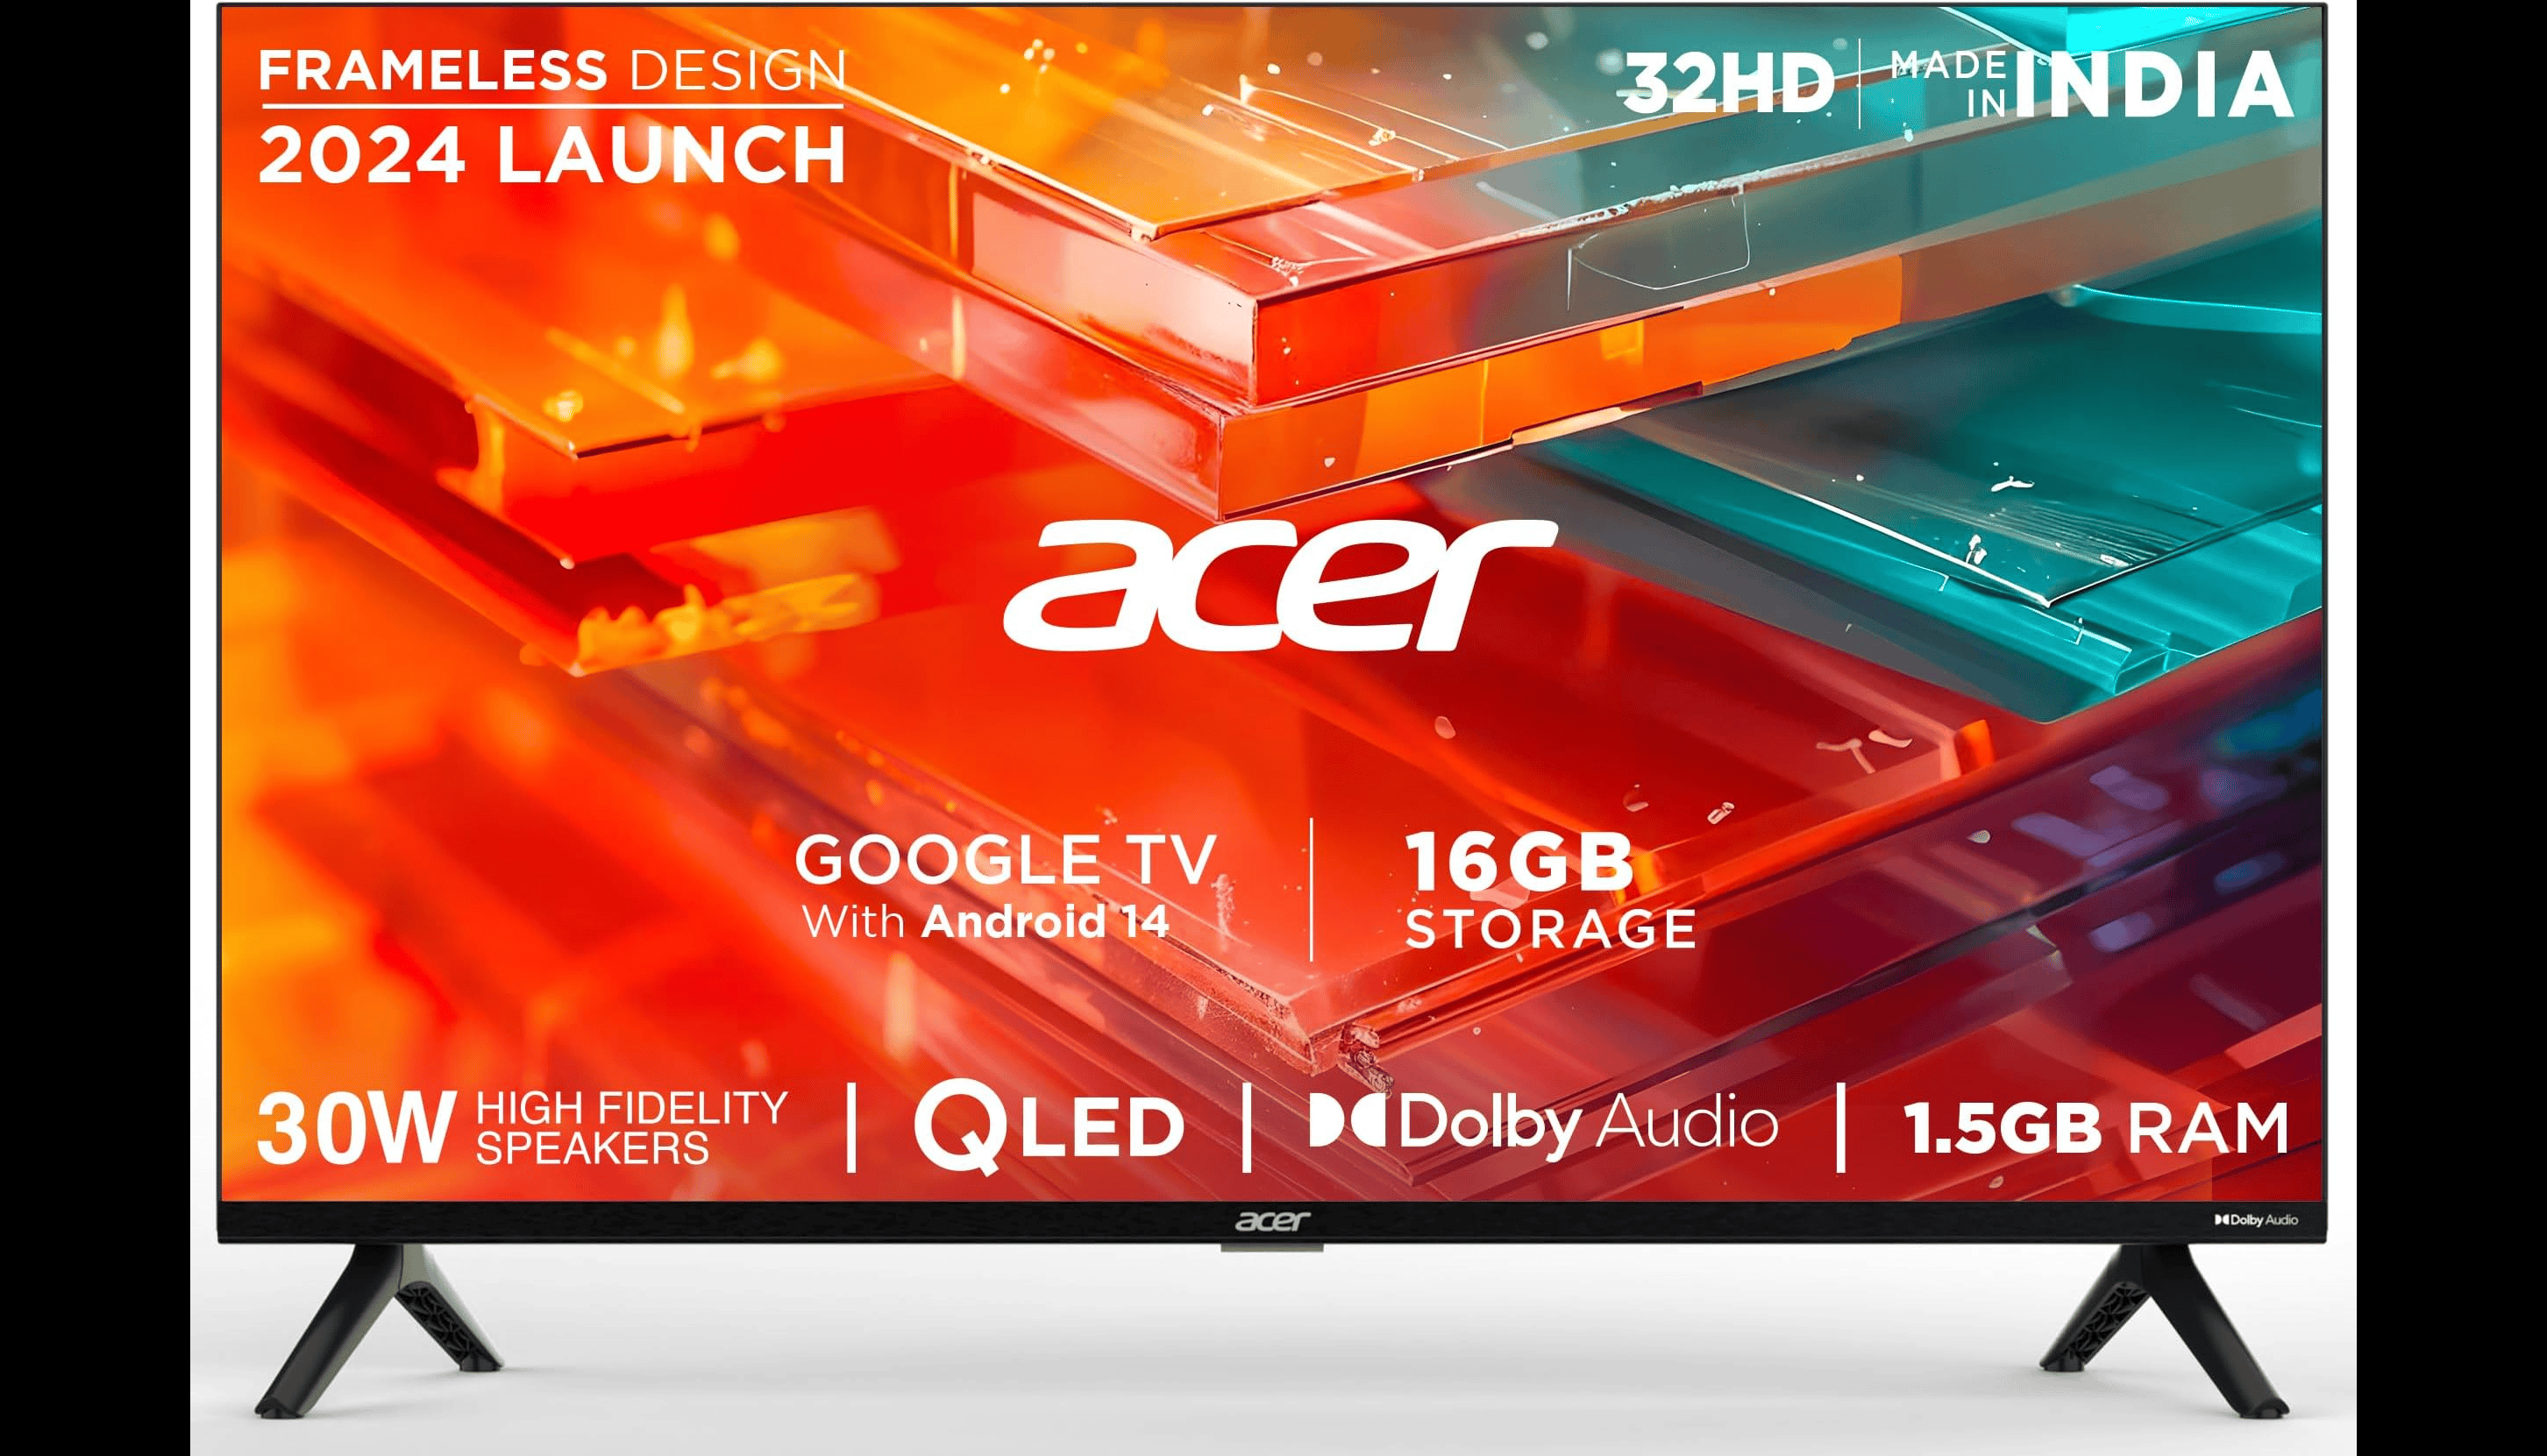 FRAMELESS DESIGN
2024 LAUNCH
32HD
MADE IN INDIA
acer
GOOGLE TV
With Android 14
16GB
STORAGE
30W HIGH FIDELITY SPEAKERS
QLED
Dolby Audio
1.5GB RAM
acer
Dolby Audio